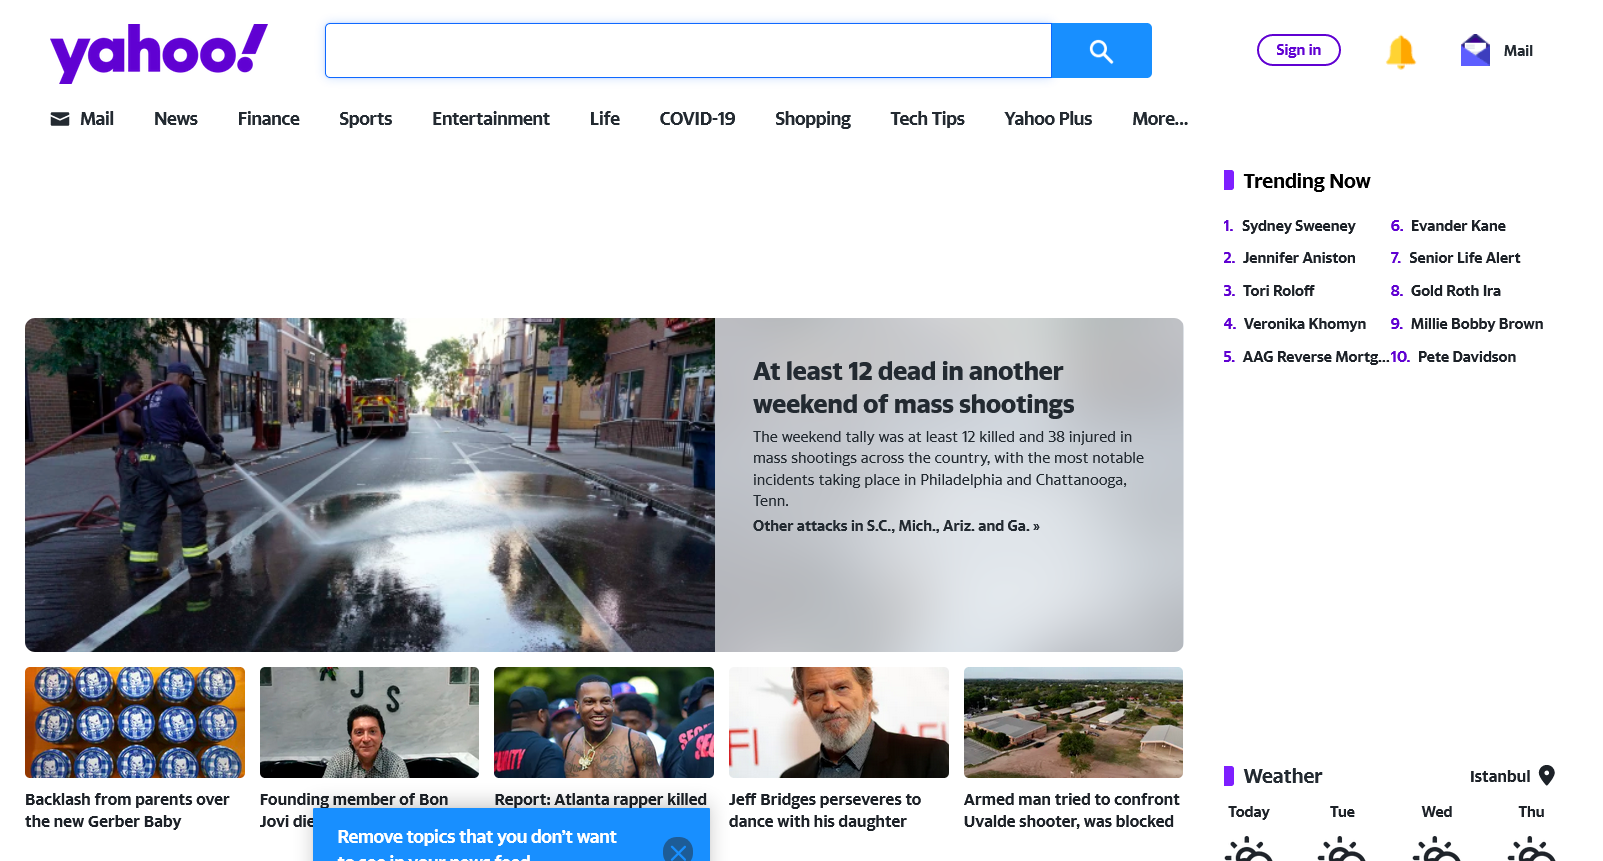 yahoo!
Sign in
Mail
Mail News Finance Sports Entertainment Life COVID-19 Shopping Tech Tips Yahoo Plus More...
Trending Now
1. Sydney Sweeney
2. Jennifer Aniston
3. Tori Roloff
4. Veronika Khomyn
5. AAG Reverse Mortg...
6. Evander Kane
7. Senior Life Alert
8. Gold Roth Ira
9. Millie Bobby Brown
10. Pete Davidson
At least 12 dead in another
weekend of mass shootings
The weekend tally was at least 12 killed and 38 injured in
mass shootings across the country, with the most notable
incidents taking place in Philadelphia and Chattanooga,
Tenn.
Other attacks in S.C., Mich., Ariz. and Ga. »
J S
Backlash from parents over
the new Gerber Baby
Founding member of Bon
Jovi die
Report: Atlanta rapper killed
Jeff Bridges perseveres to
dance with his daughter
Armed man tried to confront
Uvalde shooter, was blocked
Remove topics that you don't want
to see in your news feed
Weather
Istanbul
Today Tue Wed Thu